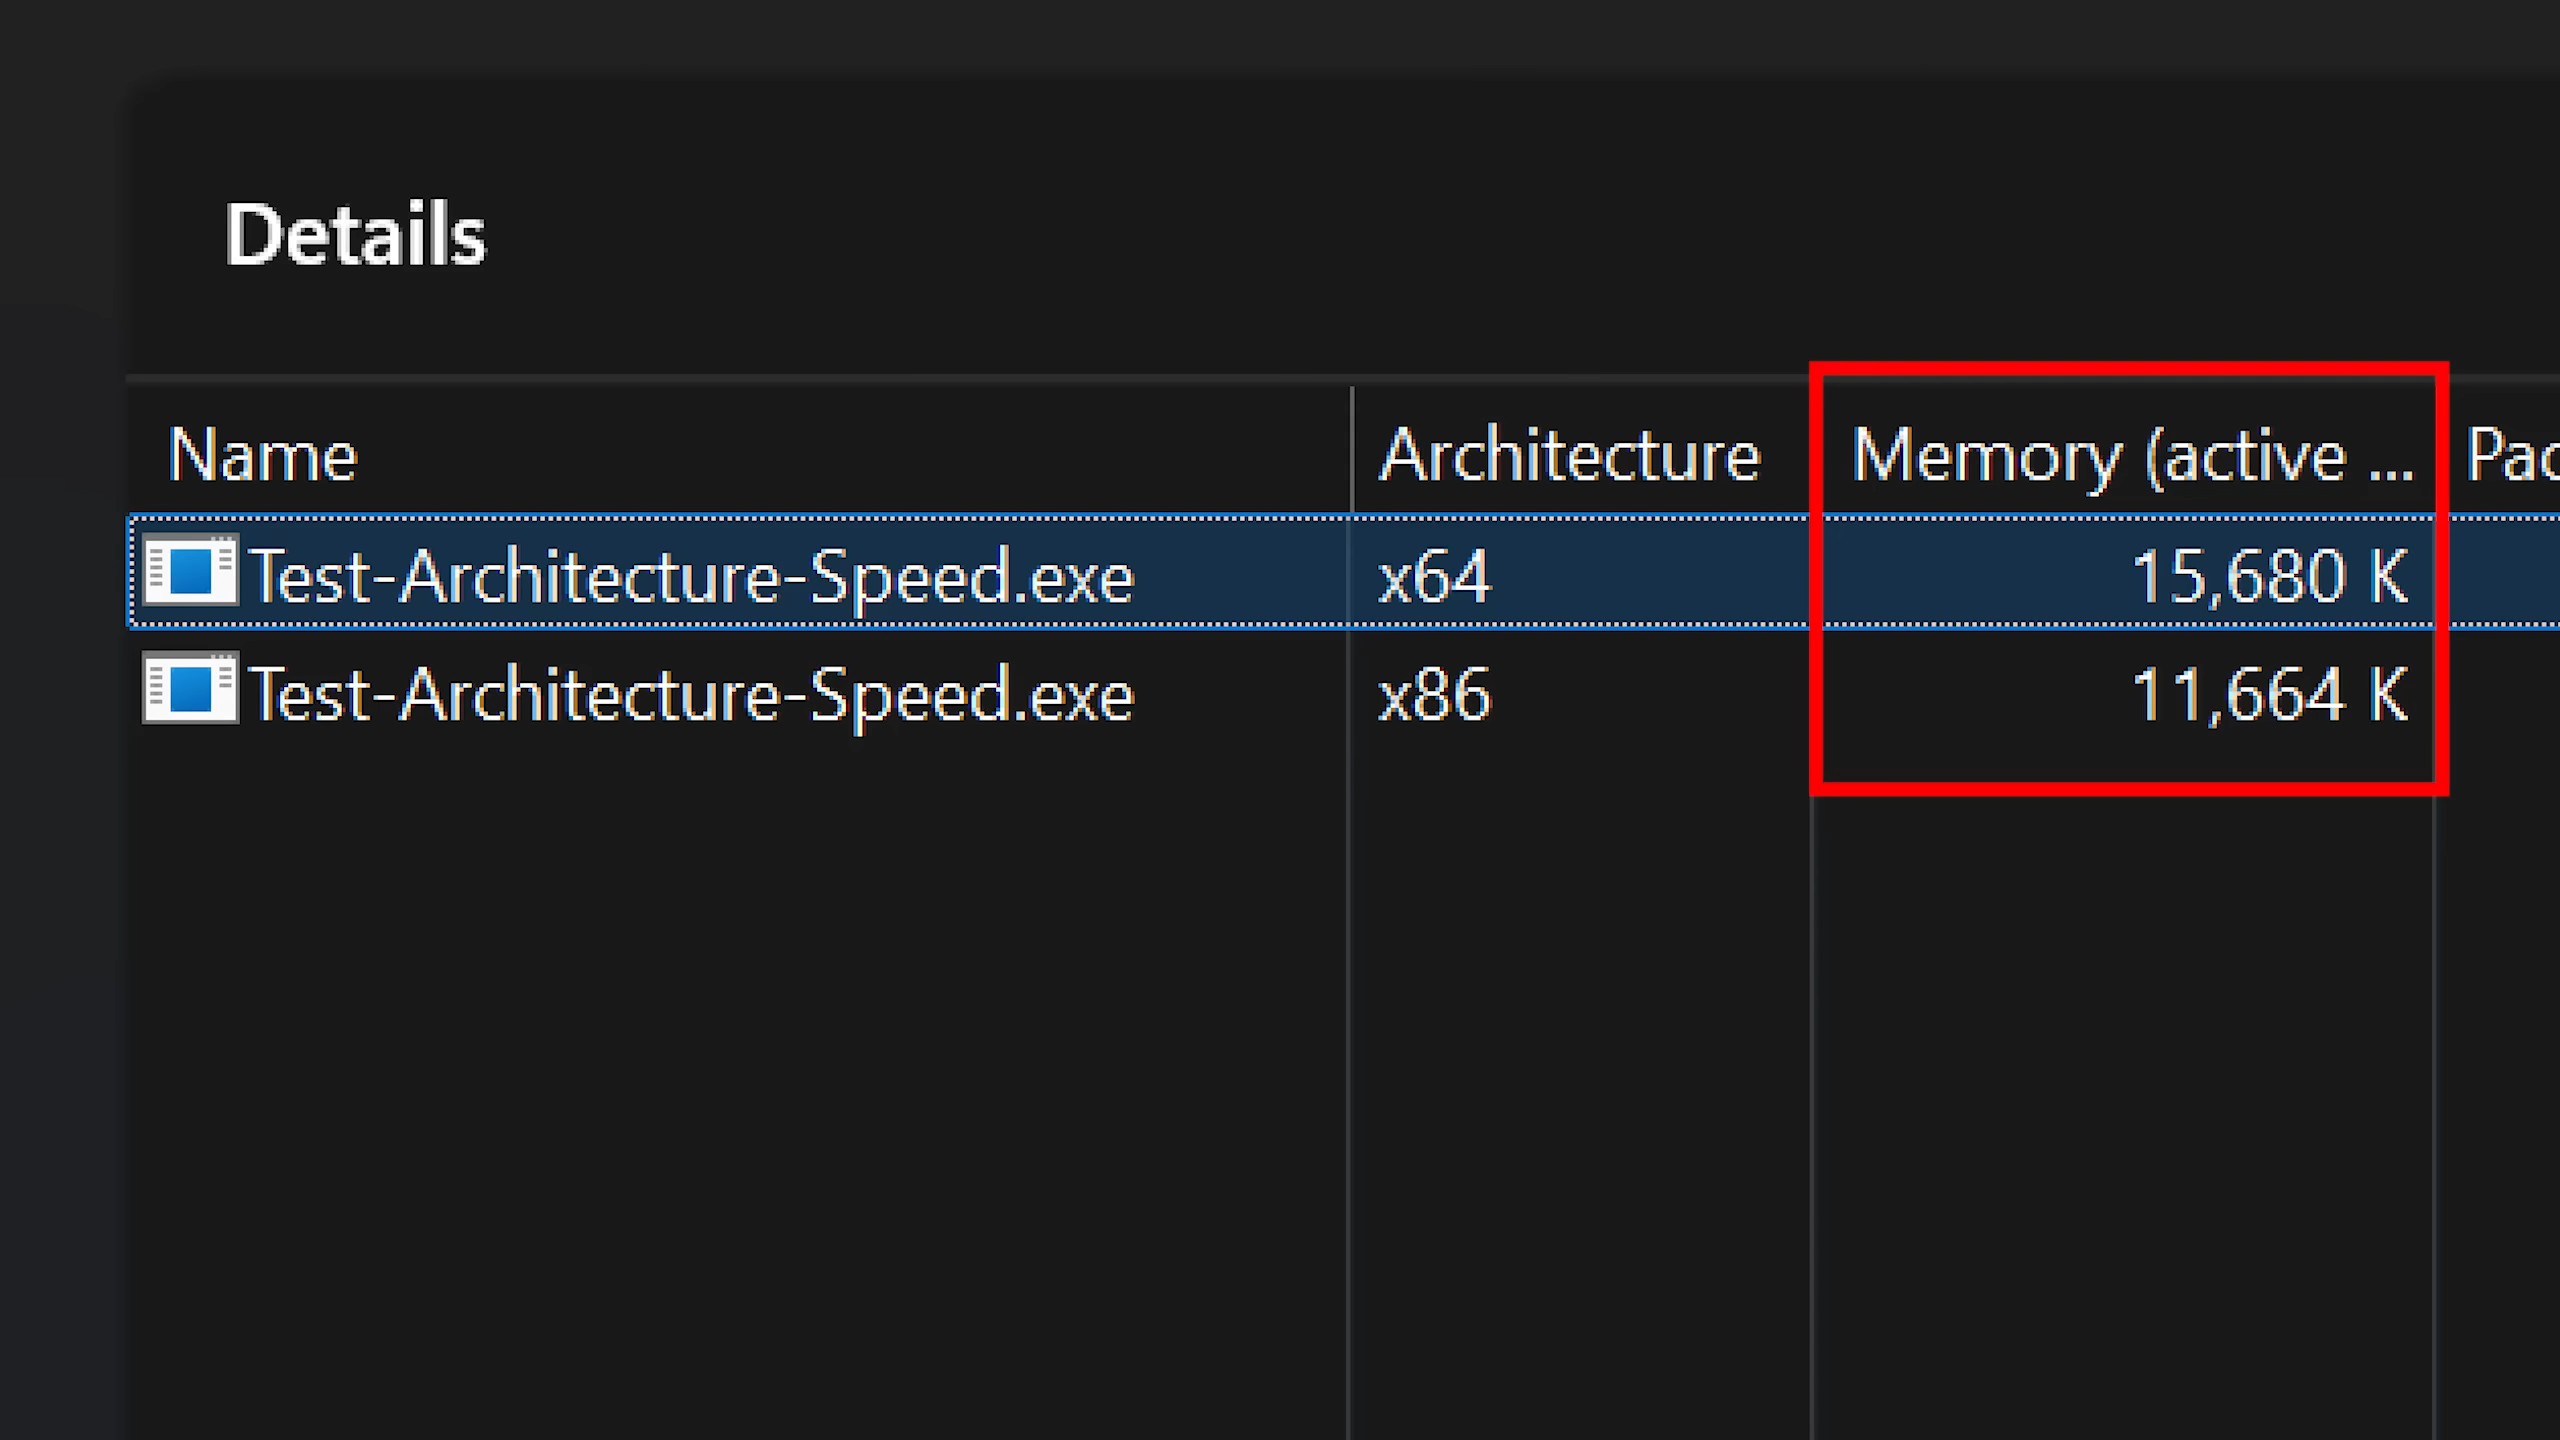 Details
Name Architecture Memory (active ... Pac
Test-Architecture-Speed.exe x64 15,680 K
Test-Architecture-Speed.exe x86 11,664 K